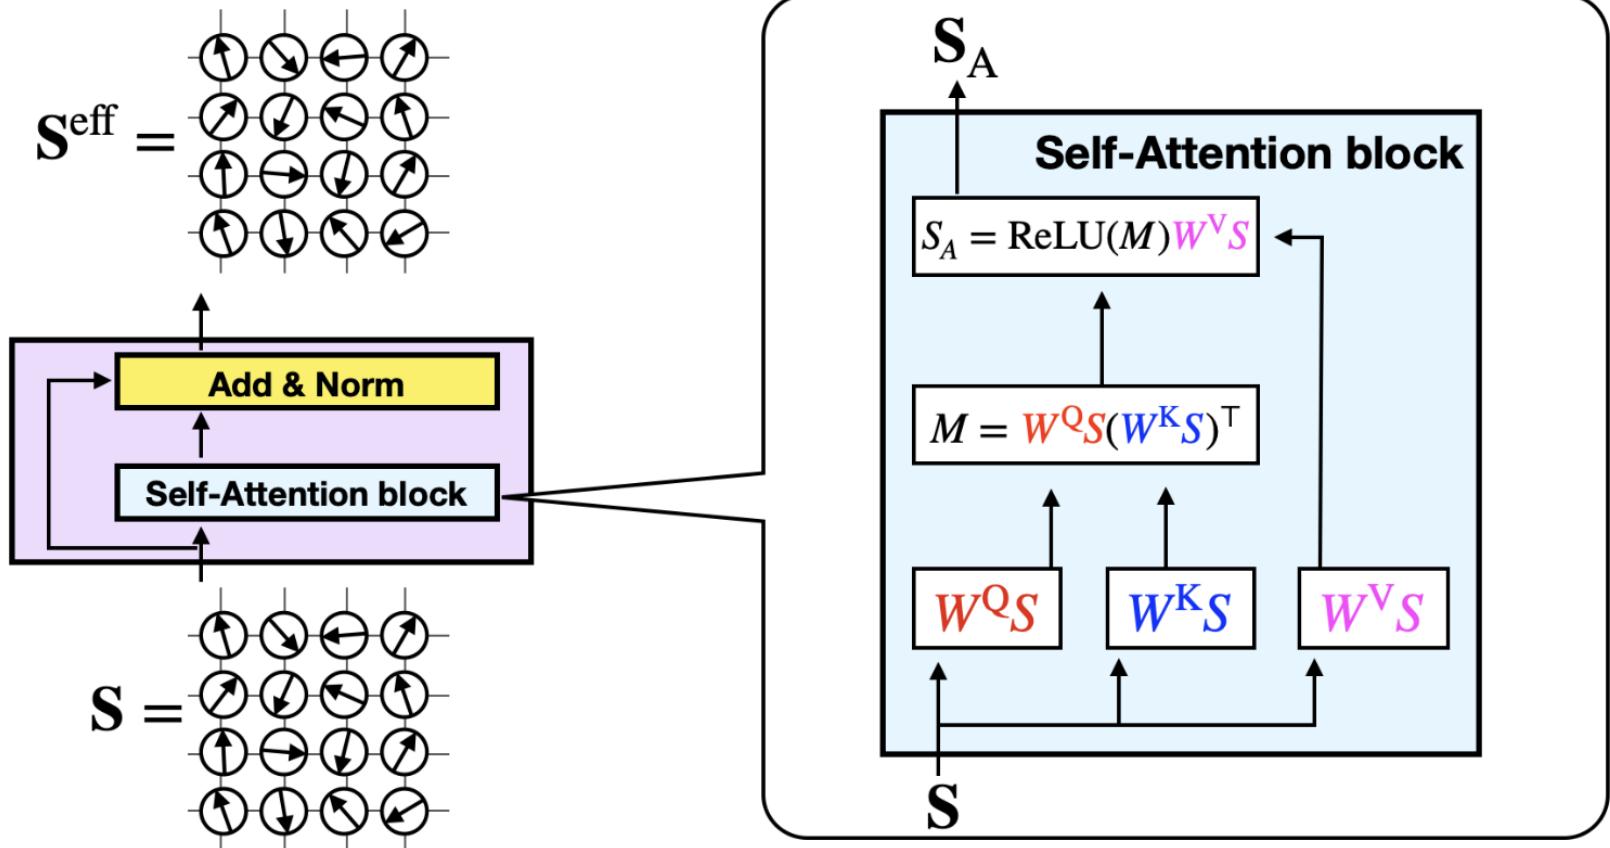 S^eff =
Add & Norm
Self-Attention block
S =
S_A
Self-Attention block
S_A = ReLU(M)W^V S
M = W^Q S(W^K S)^⊤
W^Q S
W^K S
W^V S
S